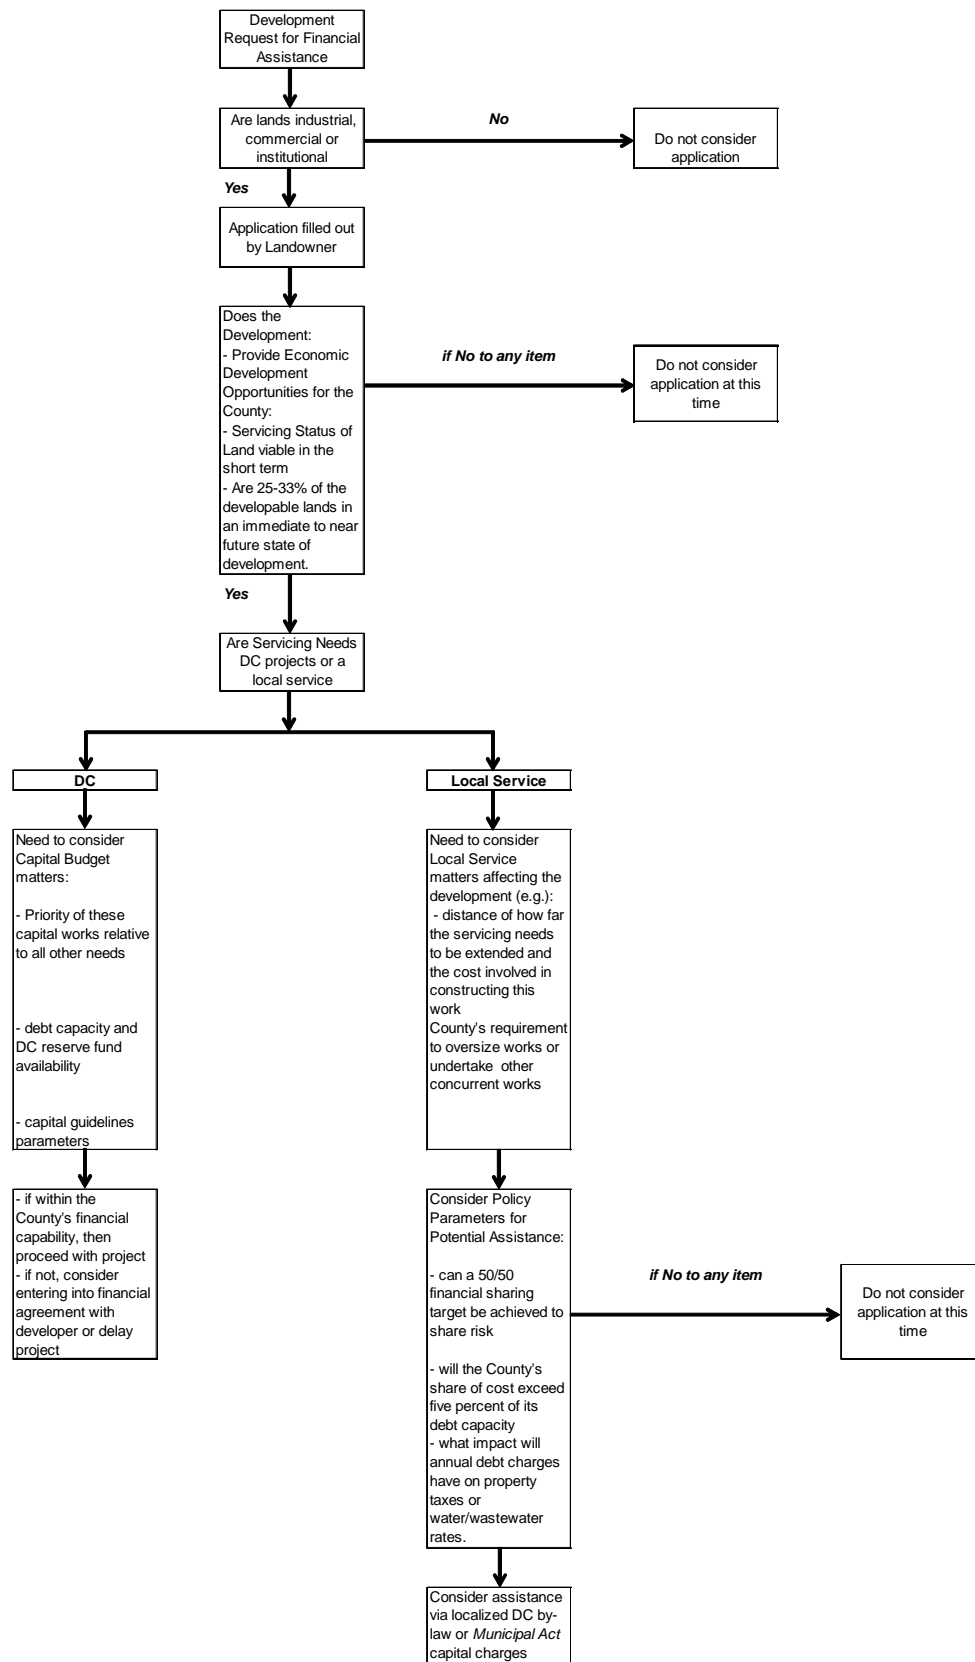 Development
Request for Financial
Assistance
Are lands industrial,
commercial or
institutional
No
Do not consider
application
Yes
Application filled out
by Landowner
Does the
Development:
- Provide Economic
Development
Opportunities for the
County:
- Servicing Status of
Land viable in the
short term
- Are 25-33% of the
developable lands in
an immediate to near
future state of
development.
if No to any item
Do not consider
application at this
time
Yes
Are Servicing Needs
DC projects or a
local service
DC
Need to consider
Capital Budget
matters:
- Priority of these
capital works relative
to all other needs
- debt capacity and
DC reserve fund
availability
- capital guidelines
parameters
- if within the
County's financial
capability, then
proceed with project
- if not, consider
entering into financial
agreement with
developer or delay
project
Local Service
Need to consider
Local Service
matters affecting the
development (e.g.):
- distance of how far
the servicing needs
to be extended and
the cost involved in
constructing this
work
County's requirement
to oversize works or
undertake other
concurrent works
Consider Policy
Parameters for
Potential Assistance:
- can a 50/50
financial sharing
target be achieved to
share risk
- will the County's
share of cost exceed
five percent of its
debt capacity
- what impact will
annual debt charges
have on property
taxes or
water/wastewater
rates.
if No to any item
Do not consider
application at this
time
Consider assistance
via localized DC by-
law or Municipal Act
capital charges